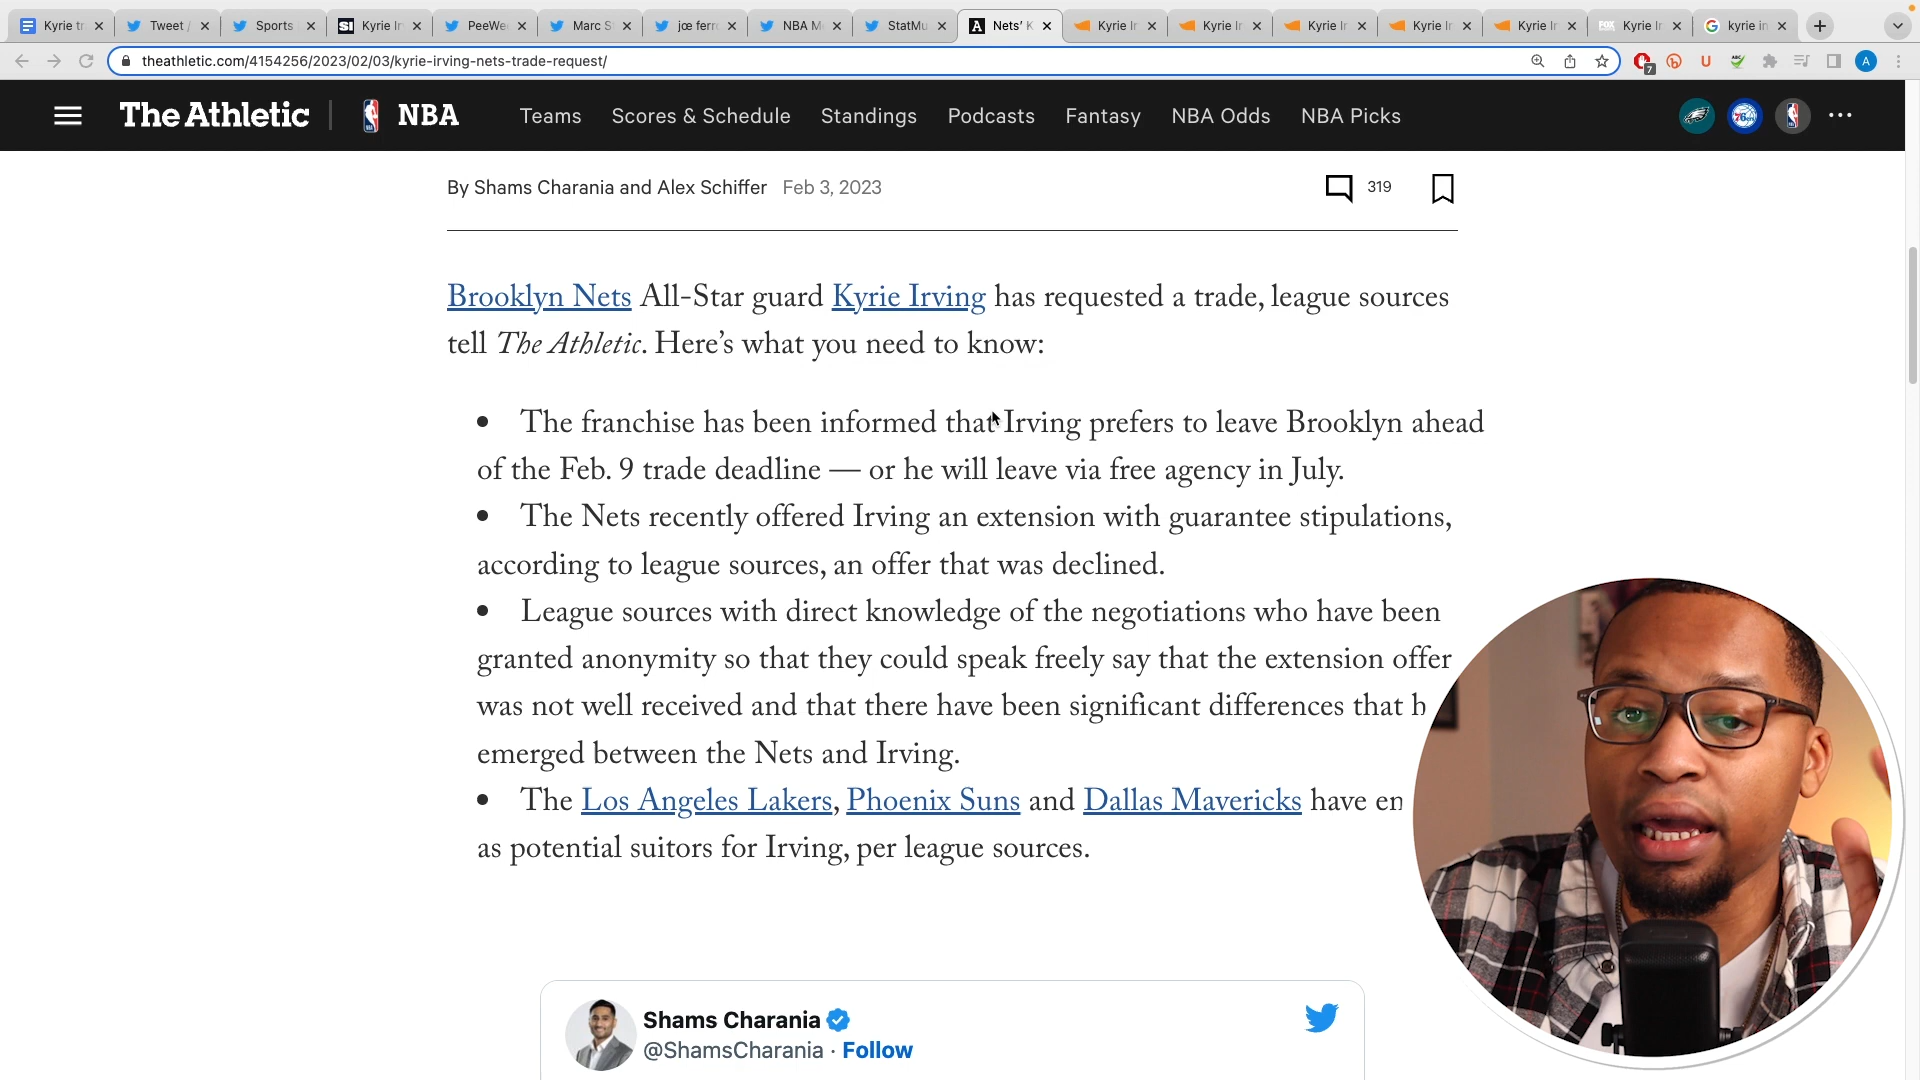 Kyrie tr Tweet / Sports Kyrie Ir PeeWe Marc S joe ferr NBA M StatMu Nets' K Kyrie Ir Kyrie Ir Kyrie Ir Kyrie Ir Kyrie Ir Kyrie Ir kyrie in
theathletic.com/4154256/2023/02/03/kyrie-irving-nets-trade-request/
The Athletic NBA Teams Scores & Schedule Standings Podcasts Fantasy NBA Odds NBA Picks
By Shams Charania and Alex Schiffer Feb 3, 2023 319
Brooklyn Nets All-Star guard Kyrie Irving has requested a trade, league sources
tell The Athletic. Here's what you need to know:
• The franchise has been informed that Irving prefers to leave Brooklyn ahead
of the Feb. 9 trade deadline — or he will leave via free agency in July.
• The Nets recently offered Irving an extension with guarantee stipulations,
according to league sources, an offer that was declined.
• League sources with direct knowledge of the negotiations who have been
granted anonymity so that they could speak freely say that the extension offer
was not well received and that there have been significant differences that h
emerged between the Nets and Irving.
• The Los Angeles Lakers, Phoenix Suns and Dallas Mavericks have em
as potential suitors for Irving, per league sources.
Shams Charania
@ShamsCharania · Follow